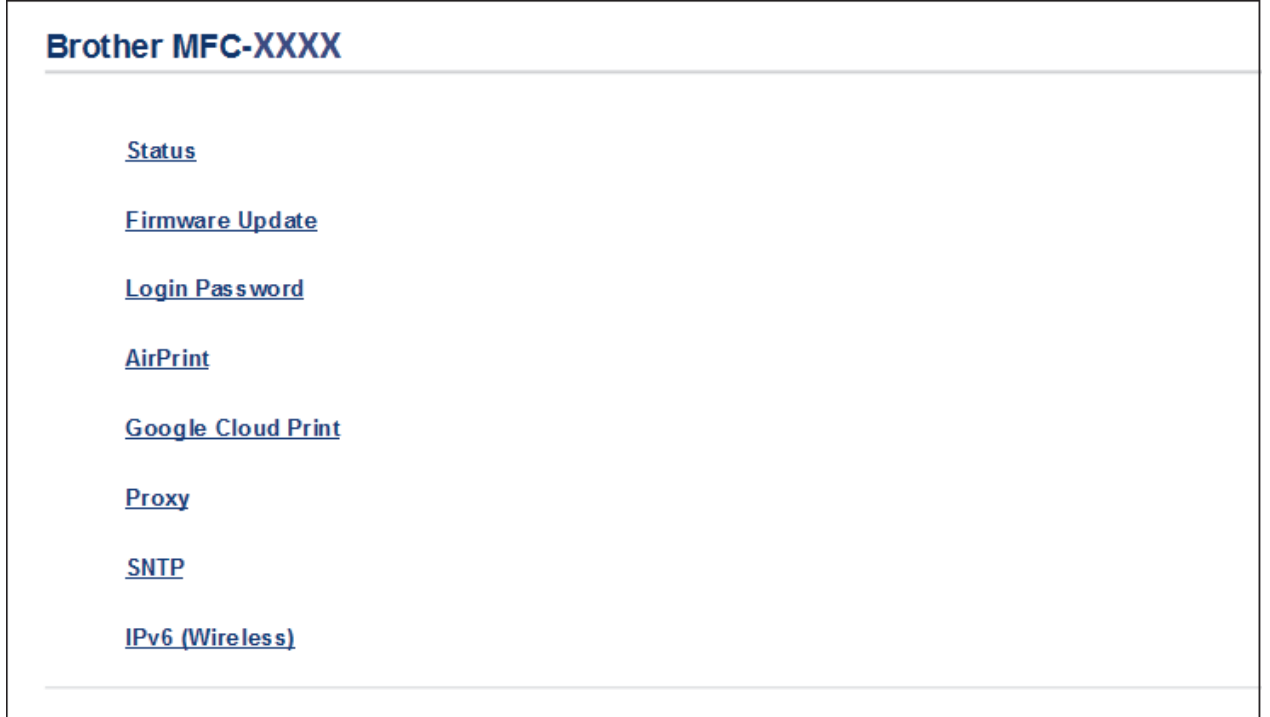 Brother MFC-XXXX
Status
Firmware Update
Login Password
AirPrint
Google Cloud Print
Proxy
SNTP
IPv6 (Wireless)